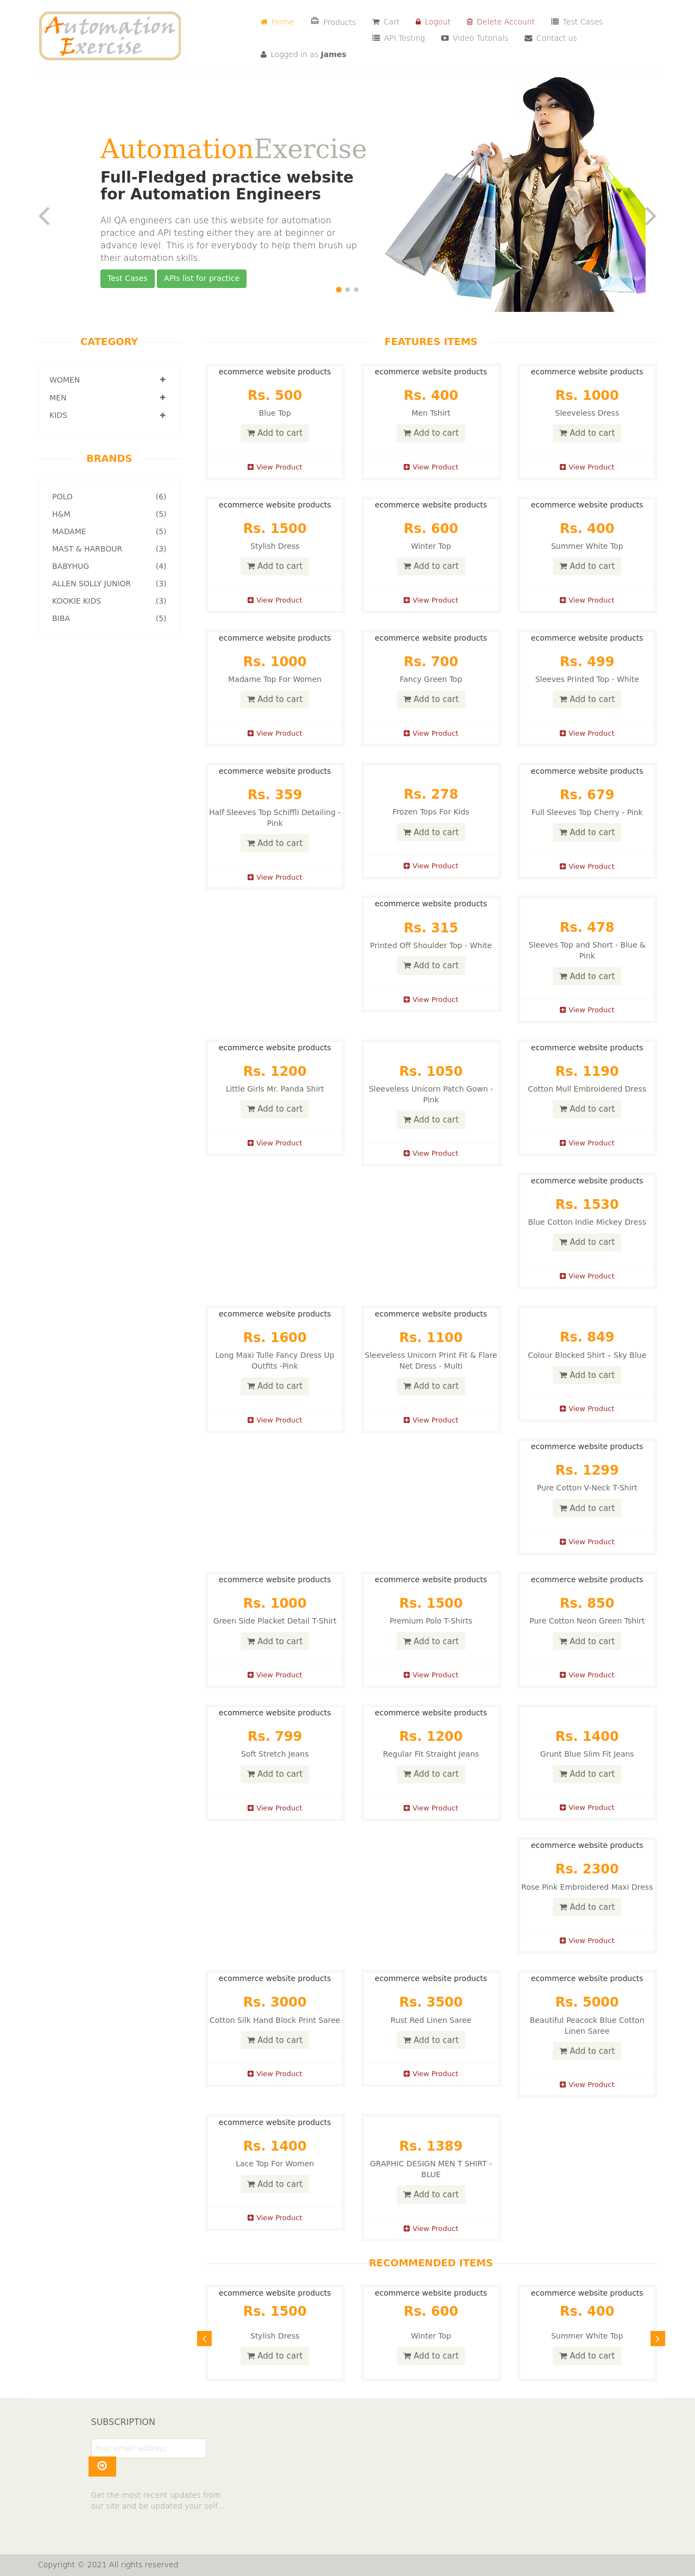 Automation
Exercise
Home
Products
Cart
Logout
Delete Account
Test Cases
API Testing
Video Tutorials
Contact us
Logged in as James
AutomationExercise
Full-Fledged practice website
for Automation Engineers
All QA engineers can use this website for automation
practice and API testing either they are at beginner or
advance level. This is for everybody to help them brush up
their automation skills.
Test Cases
APIs list for practice
CATEGORY
WOMEN
MEN
KIDS
BRANDS
POLO (6)
H&M (5)
MADAME (5)
MAST & HARBOUR (3)
BABYHUG (4)
ALLEN SOLLY JUNIOR (3)
KOOKIE KIDS (3)
BIBA (5)
FEATURES ITEMS
ecommerce website products
Rs. 500
Blue Top
Add to cart
View Product
ecommerce website products
Rs. 400
Men Tshirt
Add to cart
View Product
ecommerce website products
Rs. 1000
Sleeveless Dress
Add to cart
View Product
ecommerce website products
Rs. 1500
Stylish Dress
Add to cart
View Product
ecommerce website products
Rs. 600
Winter Top
Add to cart
View Product
ecommerce website products
Rs. 400
Summer White Top
Add to cart
View Product
ecommerce website products
Rs. 1000
Madame Top For Women
Add to cart
View Product
ecommerce website products
Rs. 700
Fancy Green Top
Add to cart
View Product
ecommerce website products
Rs. 499
Sleeves Printed Top - White
Add to cart
View Product
ecommerce website products
Rs. 359
Half Sleeves Top Schiffli Detailing -
Pink
Add to cart
View Product
Rs. 278
Frozen Tops For Kids
Add to cart
View Product
ecommerce website products
Rs. 679
Full Sleeves Top Cherry - Pink
Add to cart
View Product
ecommerce website products
Rs. 315
Printed Off Shoulder Top - White
Add to cart
View Product
Rs. 478
Sleeves Top and Short - Blue &
Pink
Add to cart
View Product
ecommerce website products
Rs. 1200
Little Girls Mr. Panda Shirt
Add to cart
View Product
Rs. 1050
Sleeveless Unicorn Patch Gown -
Pink
Add to cart
View Product
ecommerce website products
Rs. 1190
Cotton Mull Embroidered Dress
Add to cart
View Product
ecommerce website products
Rs. 1530
Blue Cotton Indie Mickey Dress
Add to cart
View Product
ecommerce website products
Rs. 1600
Long Maxi Tulle Fancy Dress Up
Outfits -Pink
Add to cart
View Product
ecommerce website products
Rs. 1100
Sleeveless Unicorn Print Fit & Flare
Net Dress - Multi
Add to cart
View Product
Rs. 849
Colour Blocked Shirt – Sky Blue
Add to cart
View Product
ecommerce website products
Rs. 1299
Pure Cotton V-Neck T-Shirt
Add to cart
View Product
ecommerce website products
Rs. 1000
Green Side Placket Detail T-Shirt
Add to cart
View Product
ecommerce website products
Rs. 1500
Premium Polo T-Shirts
Add to cart
View Product
ecommerce website products
Rs. 850
Pure Cotton Neon Green Tshirt
Add to cart
View Product
ecommerce website products
Rs. 799
Soft Stretch Jeans
Add to cart
View Product
ecommerce website products
Rs. 1200
Regular Fit Straight Jeans
Add to cart
View Product
Rs. 1400
Grunt Blue Slim Fit Jeans
Add to cart
View Product
ecommerce website products
Rs. 2300
Rose Pink Embroidered Maxi Dress
Add to cart
View Product
ecommerce website products
Rs. 3000
Cotton Silk Hand Block Print Saree
Add to cart
View Product
ecommerce website products
Rs. 3500
Rust Red Linen Saree
Add to cart
View Product
ecommerce website products
Rs. 5000
Beautiful Peacock Blue Cotton
Linen Saree
Add to cart
View Product
ecommerce website products
Rs. 1400
Lace Top For Women
Add to cart
View Product
Rs. 1389
GRAPHIC DESIGN MEN T SHIRT -
BLUE
Add to cart
View Product
RECOMMENDED ITEMS
ecommerce website products
Rs. 1500
Stylish Dress
Add to cart
ecommerce website products
Rs. 600
Winter Top
Add to cart
ecommerce website products
Rs. 400
Summer White Top
Add to cart
SUBSCRIPTION
Your email address
Get the most recent updates from
our site and be updated your self...
Copyright © 2021 All rights reserved